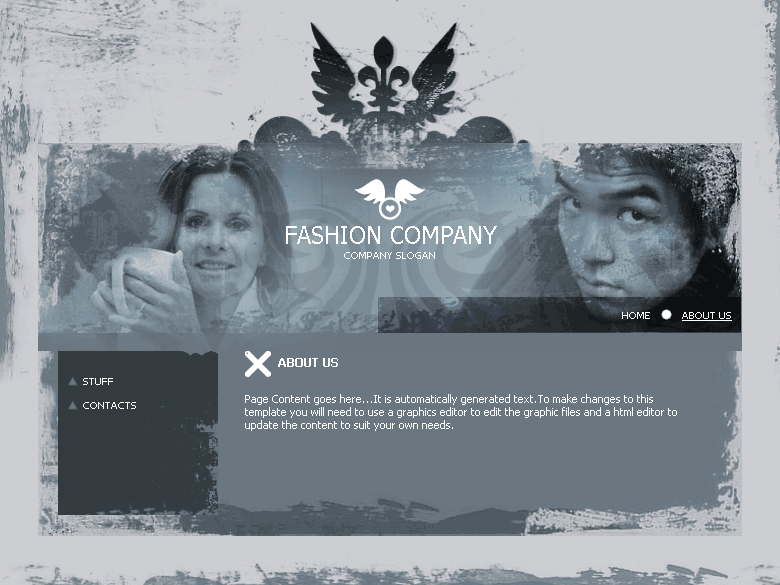 FASHION COMPANY
COMPANY SLOGAN
HOME ABOUT US
STUFF
CONTACTS
ABOUT US
Page Content goes here...It is automatically generated text.To make changes to this
template you will need to use a graphics editor to edit the graphic files and a html editor to
update the content to suit your own needs.